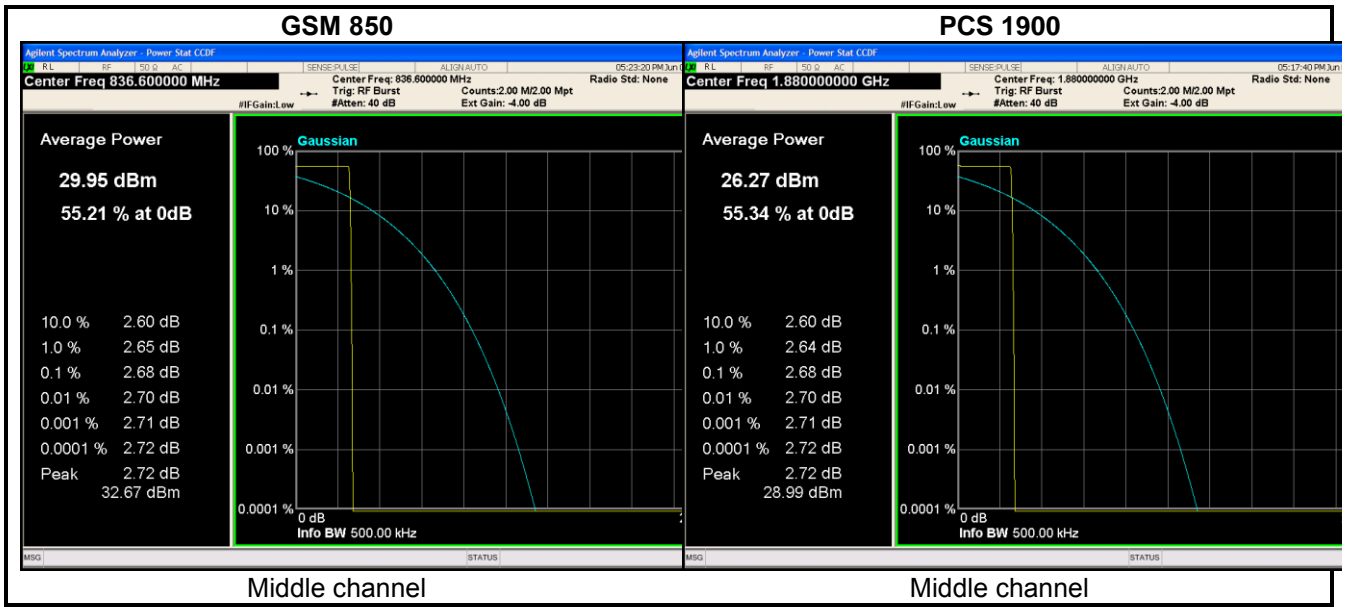 GSM 850
Agilent Spectrum Analyzer - Power Stat CCDF
RL RF 50 Ω AC SENSE:PULSE ALIGN AUTO 05:23:20 PM Jun
Center Freq 836.600000 MHz
Center Freq: 836.600000 MHz
Radio Std: None
Trig: RF Burst
Counts:2.00 M/2.00 Mpt
#IFGain:Low
#Atten: 40 dB
Ext Gain: -4.00 dB
Average Power
29.95 dBm
55.21 % at 0dB
10.0 % 2.60 dB
1.0 % 2.65 dB
0.1 % 2.68 dB
0.01 % 2.70 dB
0.001 % 2.71 dB
0.0001 % 2.72 dB
Peak 2.72 dB
32.67 dBm
Gaussian
100 %
10 %
1 %
0.1 %
0.01 %
0.001 %
0.0001 %
0 dB
Info BW 500.00 kHz
MSG STATUS
Middle channel
PCS 1900
Agilent Spectrum Analyzer - Power Stat CCDF
RL RF 50 Ω AC SENSE:PULSE ALIGN AUTO 05:17:40 PM Jun
Center Freq 1.880000000 GHz
Center Freq: 1.880000000 GHz
Radio Std: None
Trig: RF Burst
Counts:2.00 M/2.00 Mpt
#IFGain:Low
#Atten: 40 dB
Ext Gain: -4.00 dB
Average Power
26.27 dBm
55.34 % at 0dB
10.0 % 2.60 dB
1.0 % 2.64 dB
0.1 % 2.68 dB
0.01 % 2.70 dB
0.001 % 2.71 dB
0.0001 % 2.72 dB
Peak 2.72 dB
28.99 dBm
Gaussian
100 %
10 %
1 %
0.1 %
0.01 %
0.001 %
0.0001 %
0 dB
Info BW 500.00 kHz
MSG STATUS
Middle channel